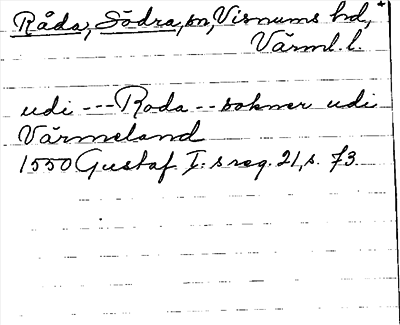 Råda, Södra, sn, Visnums hd,
Värml. l.
udi --- Roda -- sokner udi
Värmeland
1550 Gustaf I:s reg. 21, s. 73